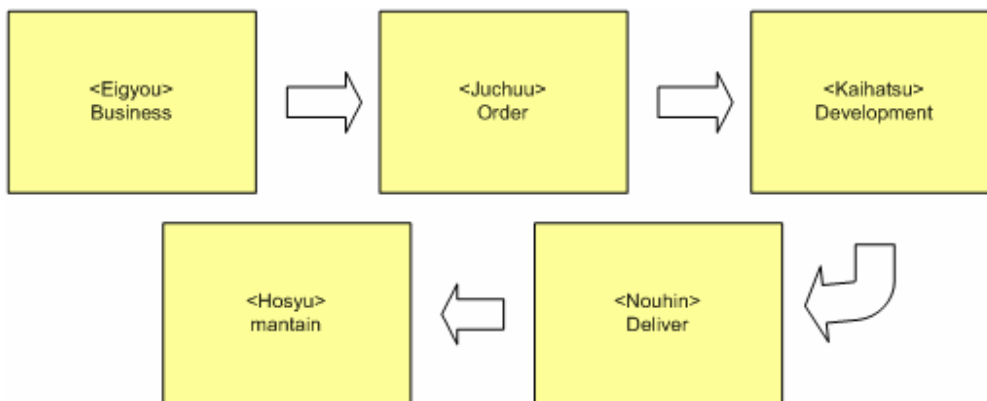 <Eigyou>
Business
<Juchuu>
Order
<Kaihatsu>
Development
<Nouhin>
Deliver
<Hosyu>
mantain